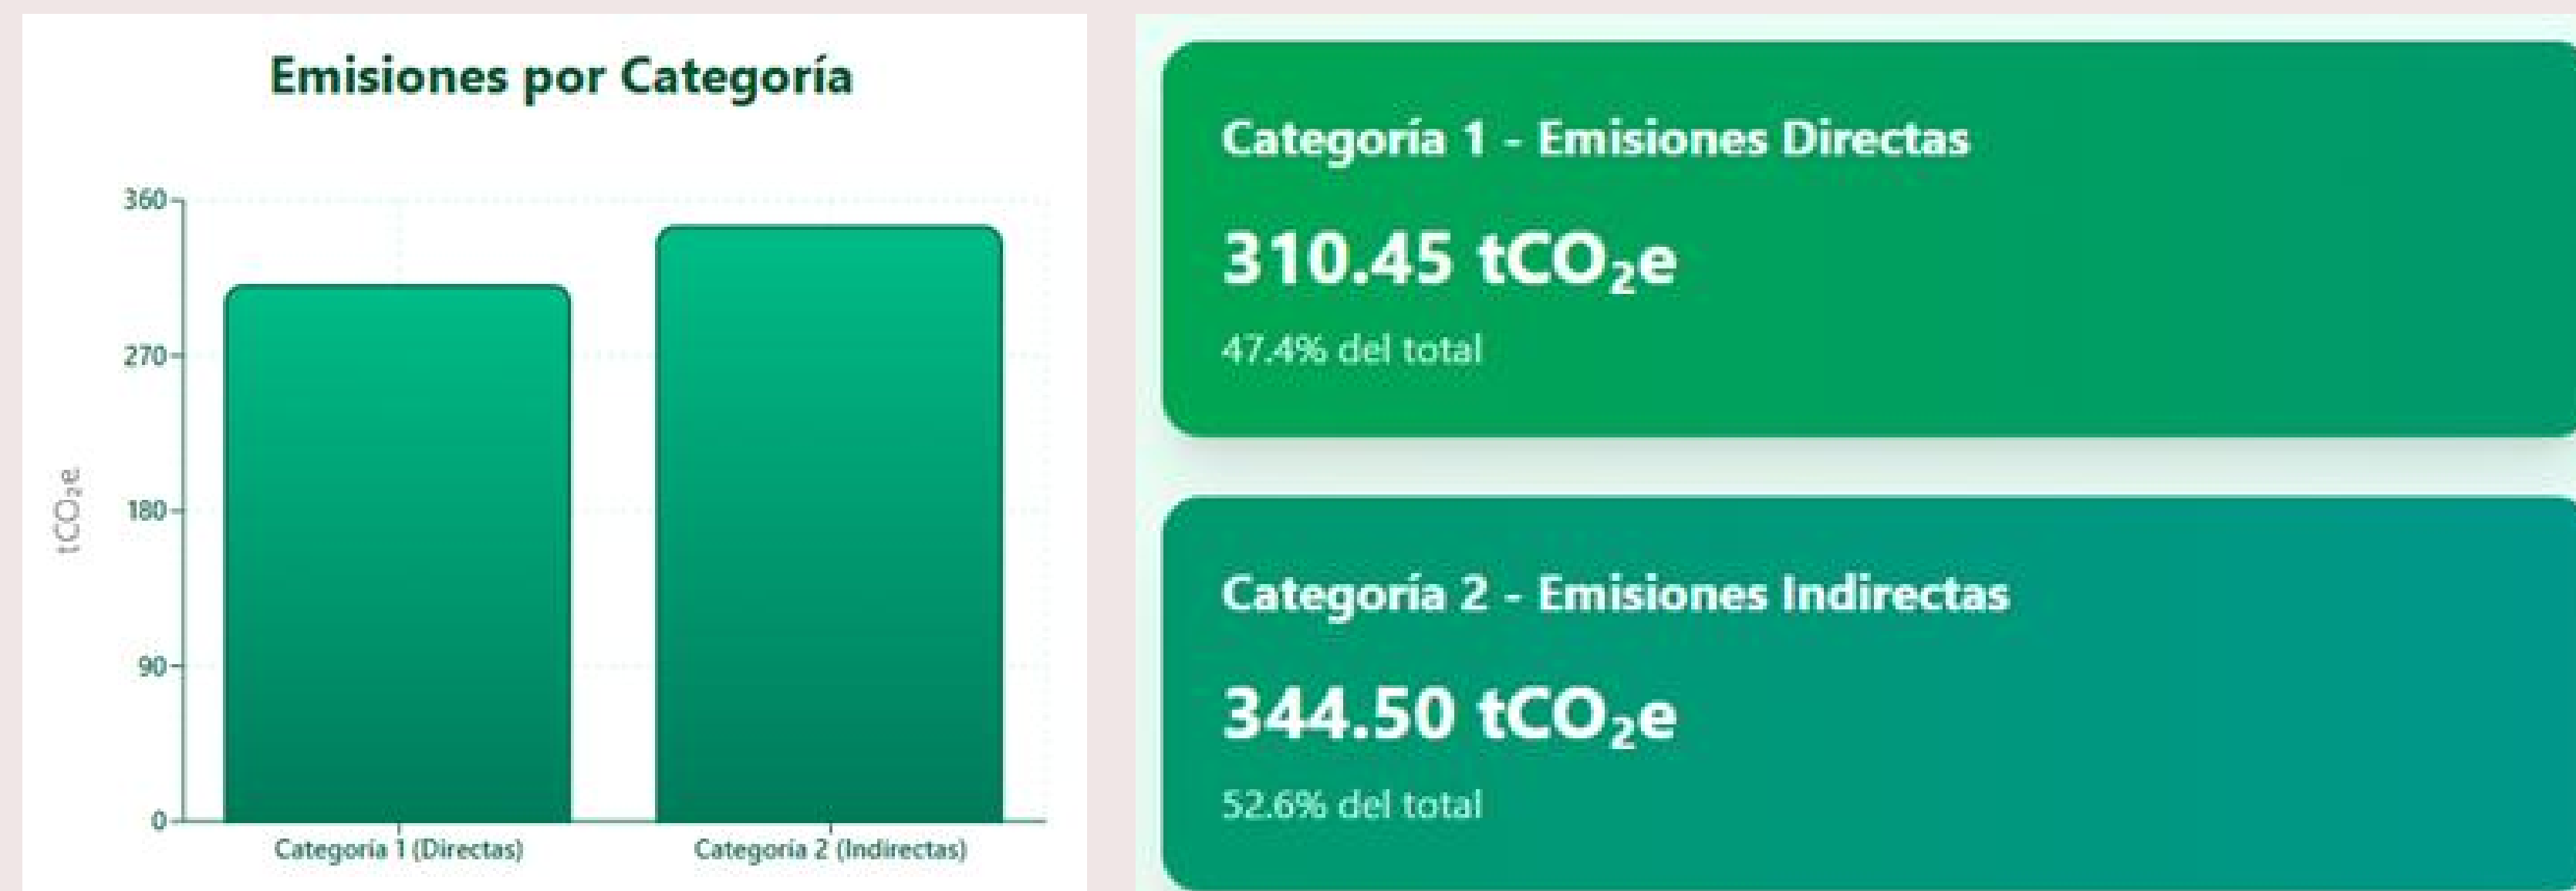 Emisiones por Categoría
360
270
180
90
0
tCO₂e
Categoría 1 (Directas)
Categoría 2 (Indirectas)
Categoría 1 - Emisiones Directas
310.45 tCO₂e
47.4% del total
Categoría 2 - Emisiones Indirectas
344.50 tCO₂e
52.6% del total